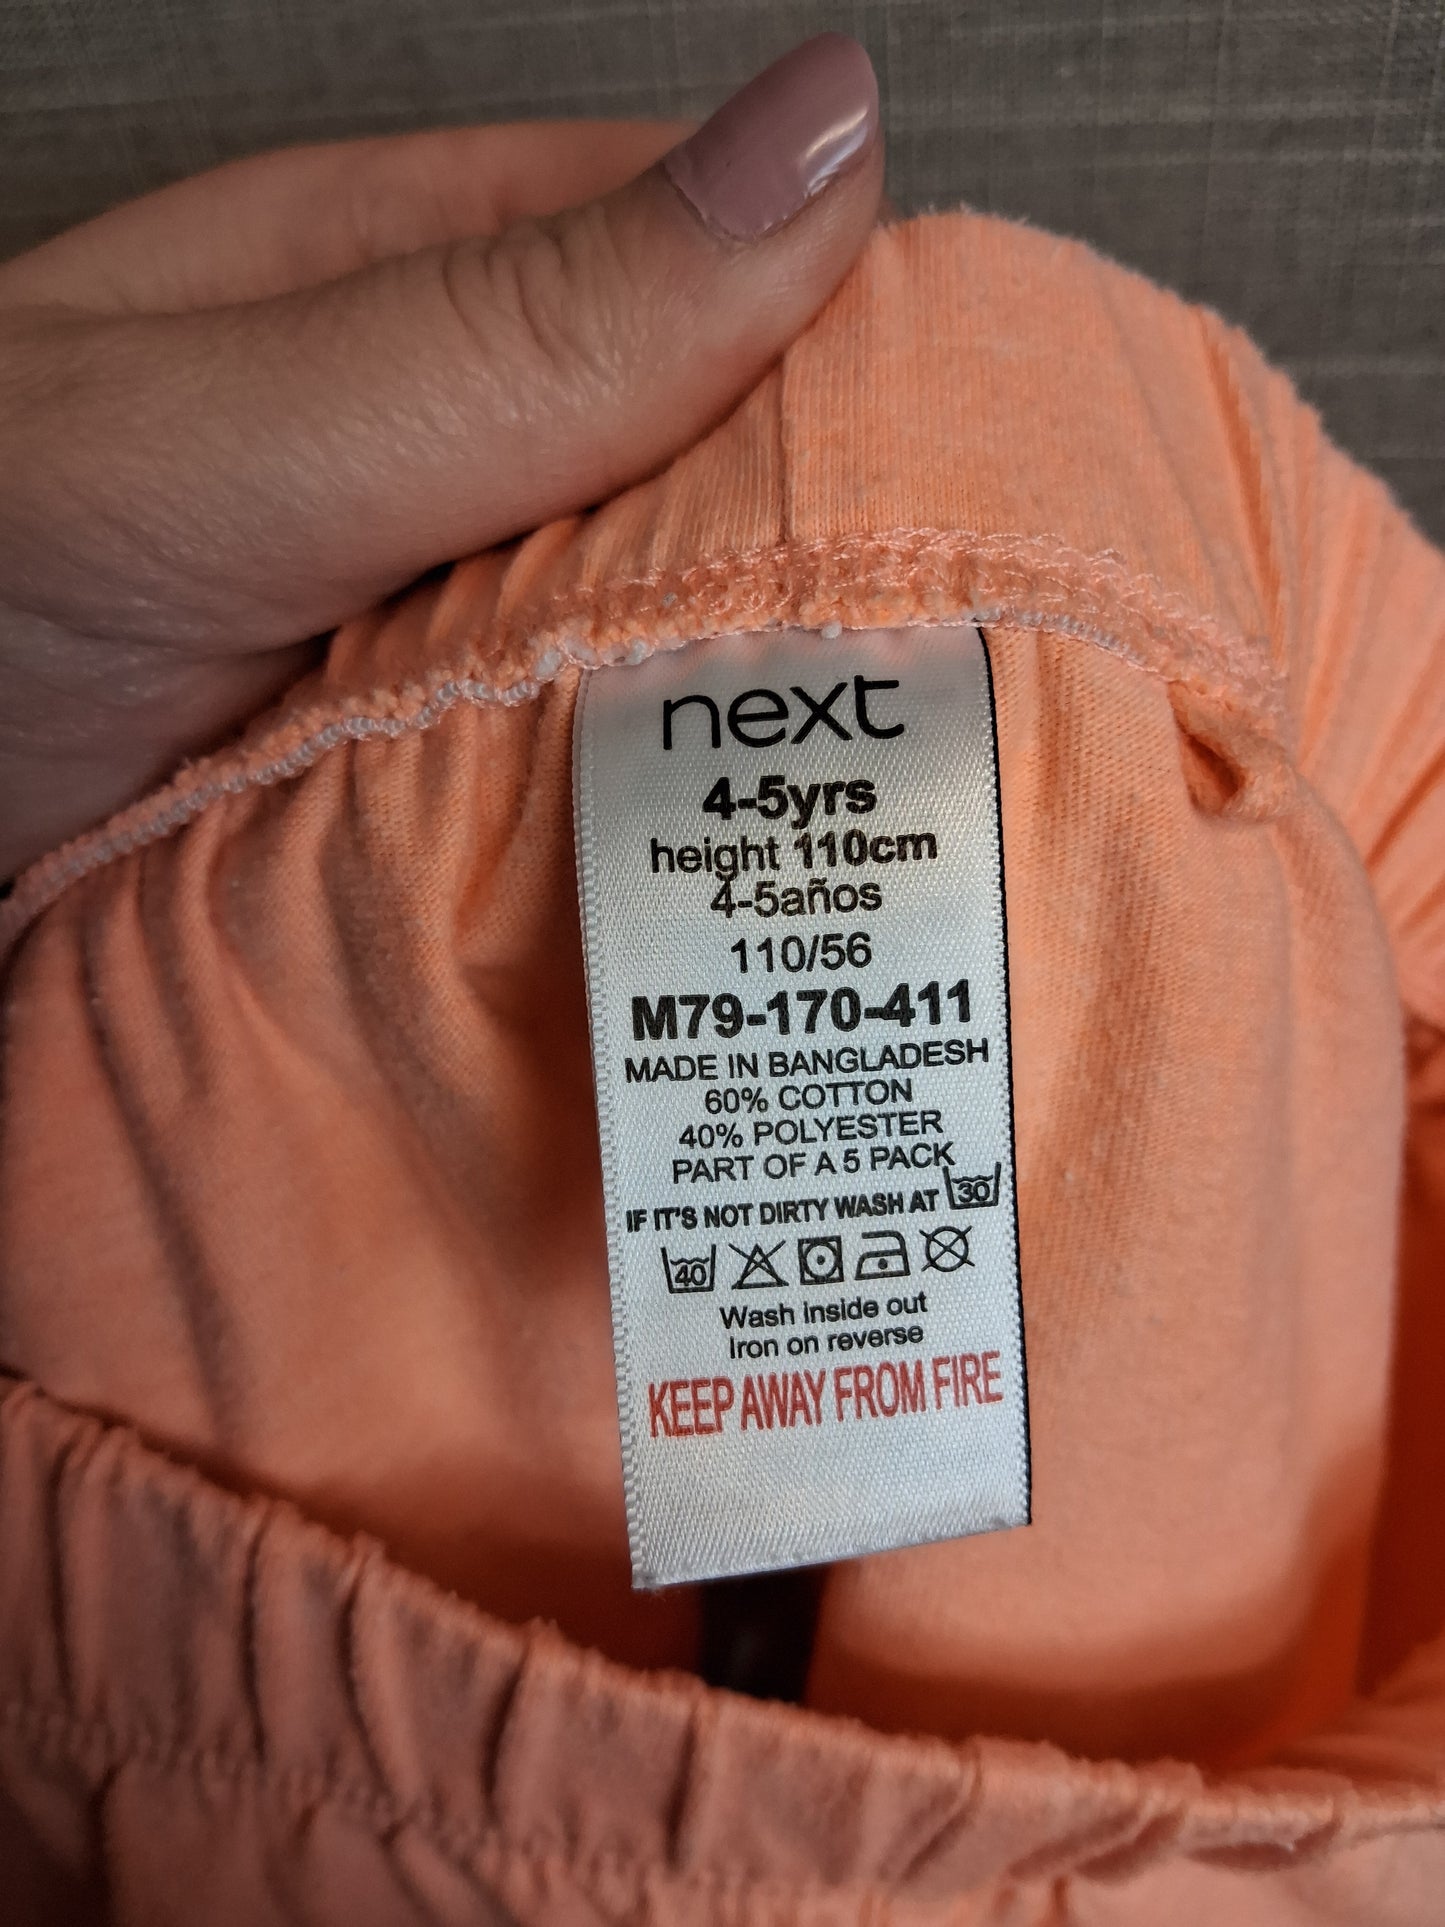 next
4-5yrs
height 110cm
4-5años
110/56
M79-170-411
MADE IN BANGLADESH
60% COTTON
40% POLYESTER
PART OF A 5 PACK
IF IT'S NOT DIRTY WASH AT 30
40
Wash inside out
Iron on reverse
KEEP AWAY FROM FIRE